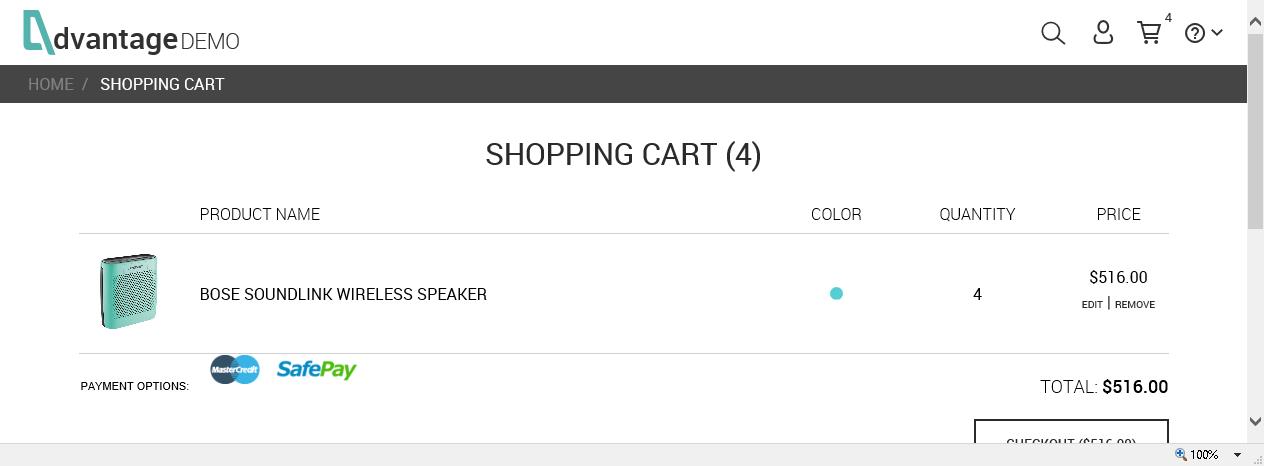 dvantage DEMO
4
HOME / SHOPPING CART
SHOPPING CART (4)
PRODUCT NAME COLOR QUANTITY PRICE
BOSE SOUNDLINK WIRELESS SPEAKER 4 $516.00
EDIT | REMOVE
PAYMENT OPTIONS: MasterCredit SafePay TOTAL: $516.00
CHECKOUT ($516.00)
100%